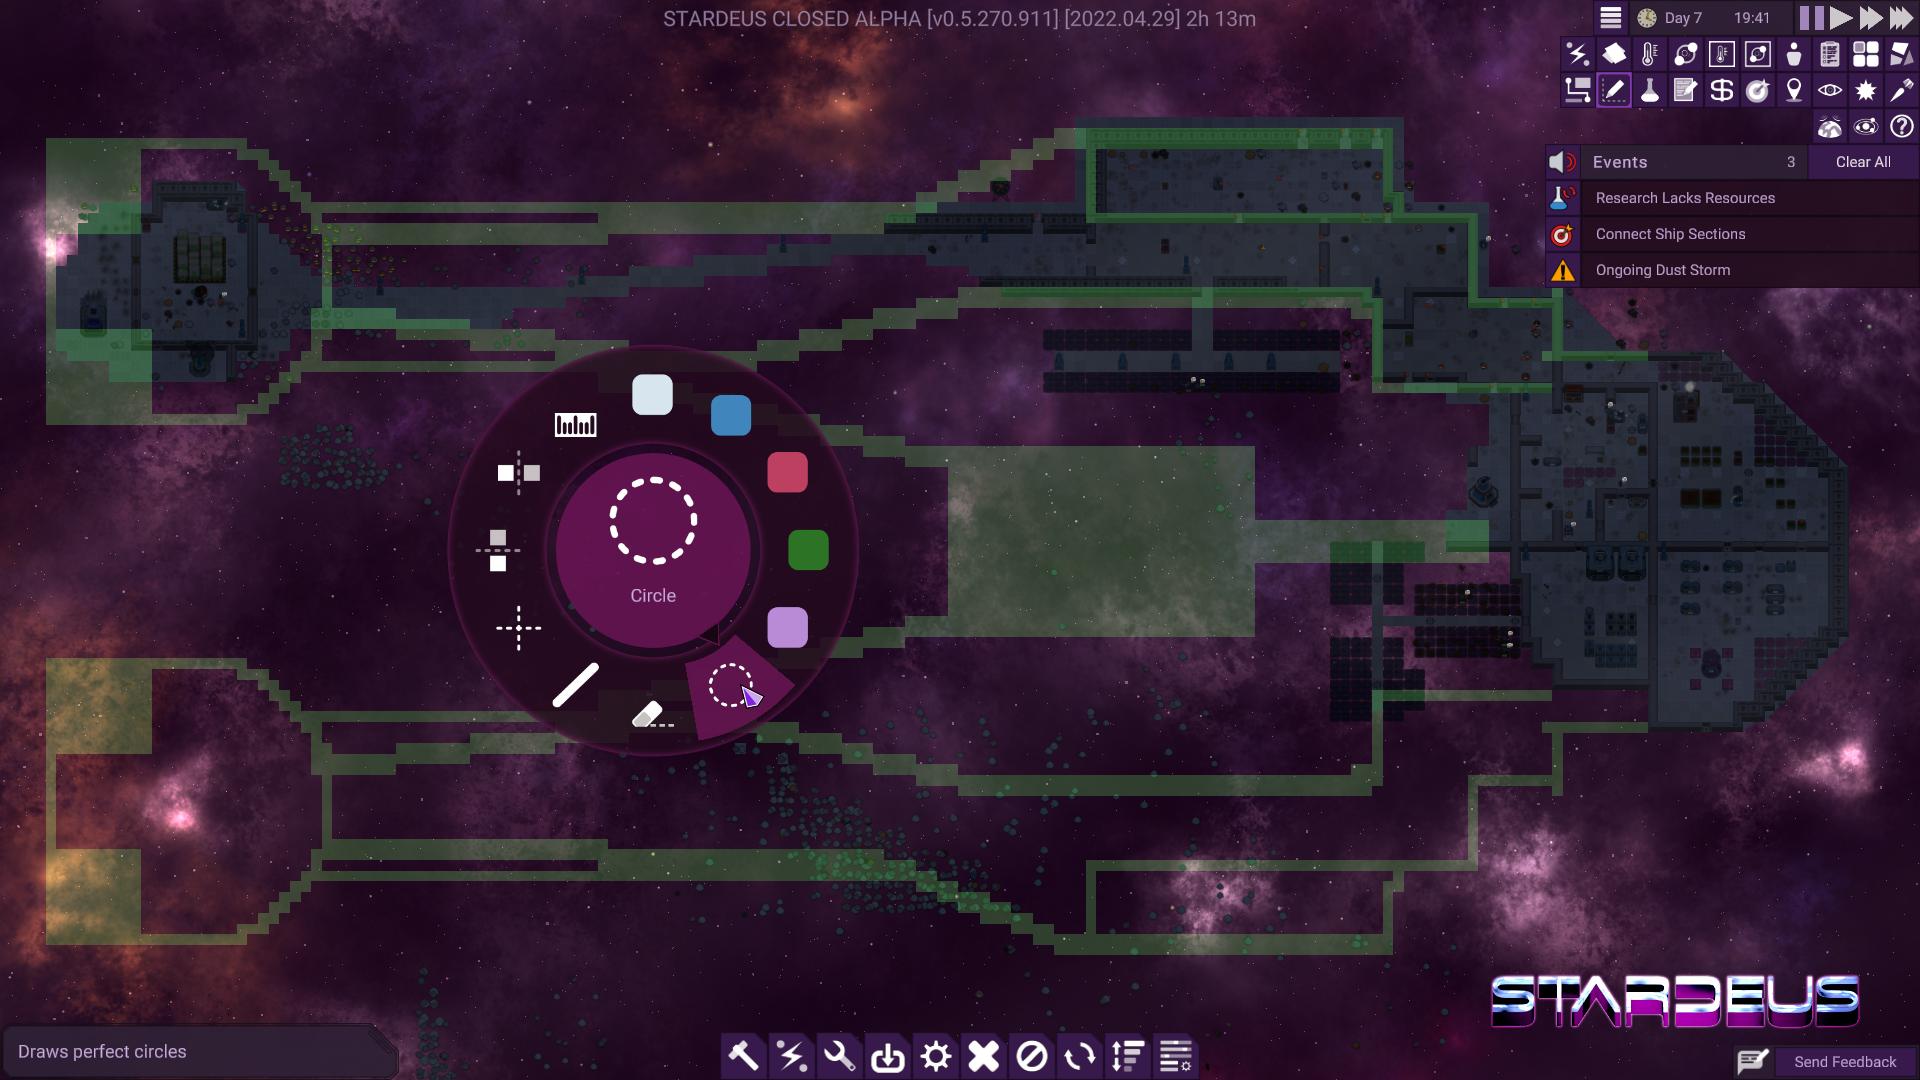 STARDEUS CLOSED ALPHA [v0.5.270.911] [2022.04.29] 2h 13m
Day 7 19:41
Events 3 Clear All
Research Lacks Resources
Connect Ship Sections
Ongoing Dust Storm
Circle
STARDEUS
Draws perfect circles
Send Feedback